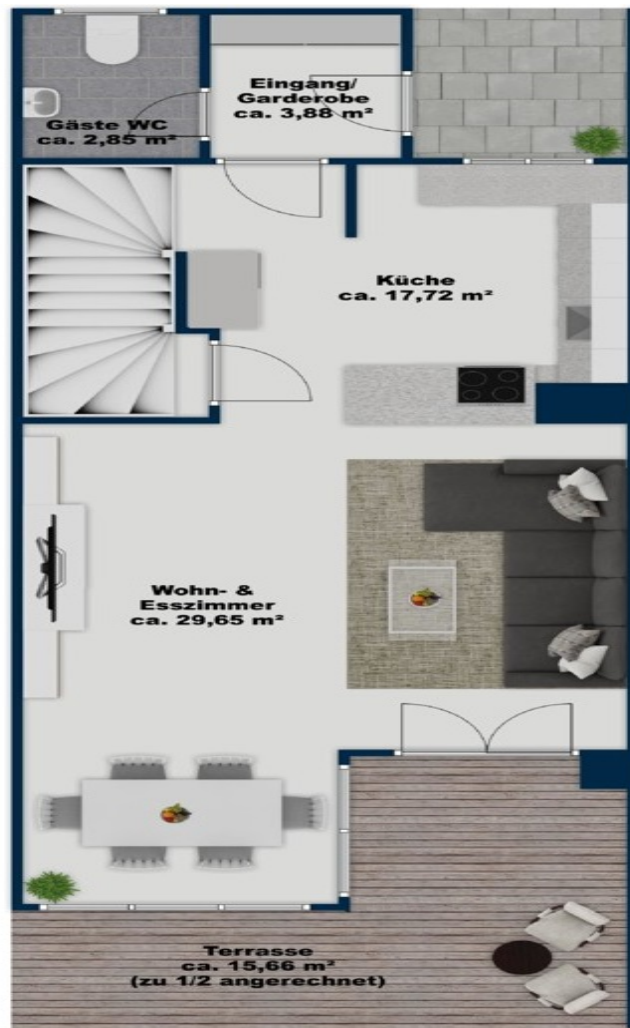 Eingang/
Garderobe
ca. 3,88 m²
Gäste WC
ca. 2,85 m²
Küche
ca. 17,72 m²
Wohn- &
Esszimmer
ca. 29,65 m²
Terrasse
ca. 15,66 m²
(zu 1/2 angerechnet)